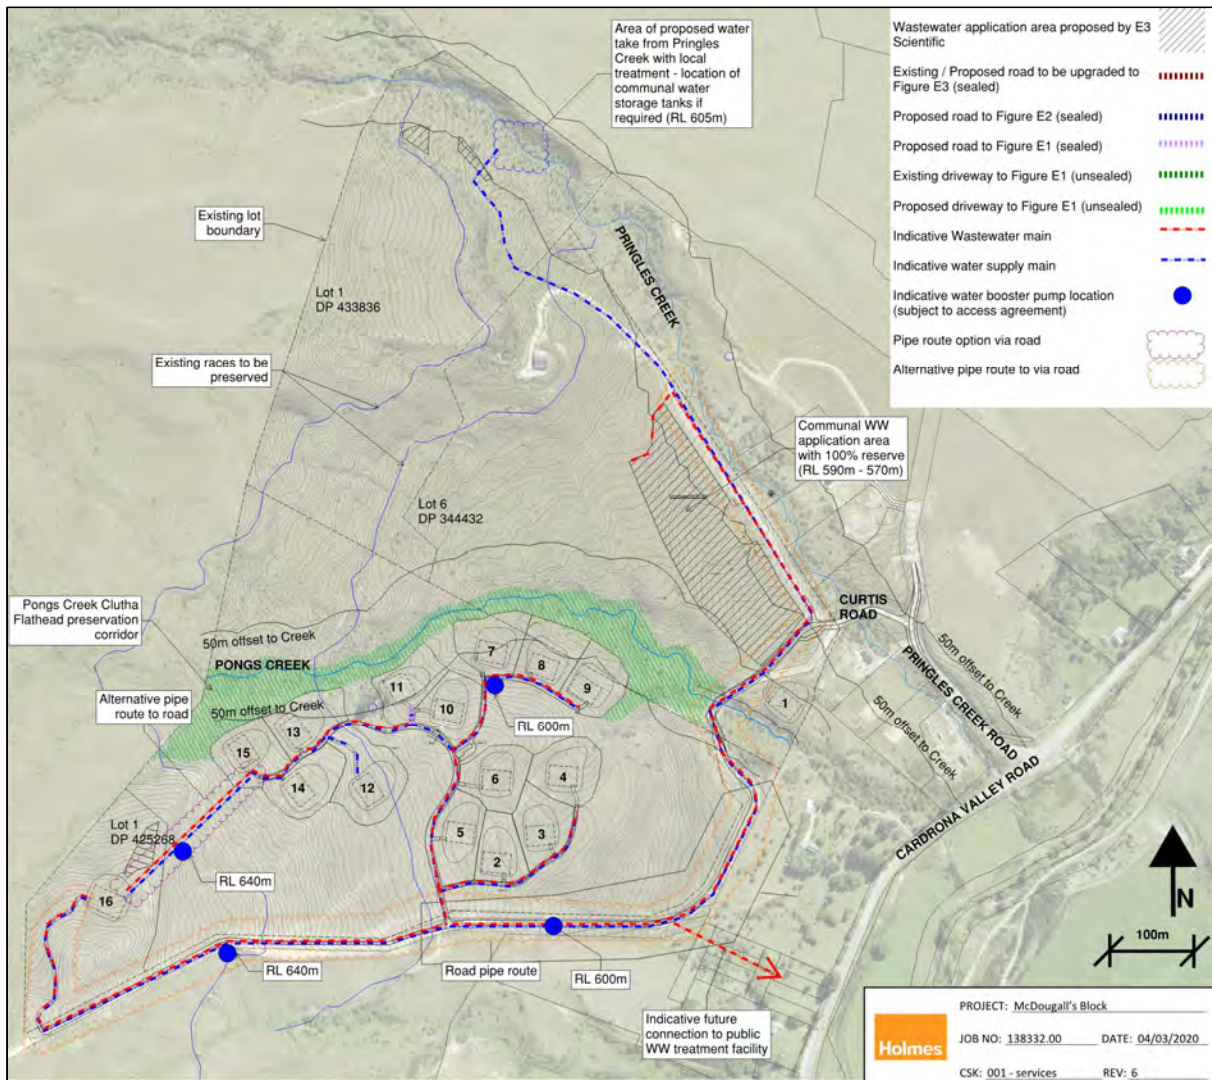 Area of proposed water
take from Pringles
Creek with local
treatment - location of
communal water
storage tanks if
required (RL 605m)
Wastewater application area proposed by E3
Scientific
Existing / Proposed road to be upgraded to
Figure E3 (sealed)
Proposed road to Figure E2 (sealed)
Proposed road to Figure E1 (sealed)
Existing driveway to Figure E1 (unsealed)
Proposed driveway to Figure E1 (unsealed)
Indicative Wastewater main
Indicative water supply main
Indicative water booster pump location
(subject to access agreement)
Pipe route option via road
Alternative pipe route to via road
Existing lot
boundary
PRINGLES CREEK
Lot 1
DP 433836
Existing races to be
preserved
Communal WW
application area
with 100% reserve
(RL 590m - 570m)
Lot 6
DP 344432
Pongs Creek Clutha
Flathead preservation
corridor
50m offset to Creek
PONGS CREEK
CURTIS
ROAD
50m offset to Creek
PRINGLES CREEK ROAD
50m offset to Creek
CARDRONA VALLEY ROAD
Alternative pipe
route to road
50m offset to Creek
7
8
9
11
10
1
13
15
14
12
RL 600m
6
4
5
3
2
Lot 1
DP 425268
RL 640m
16
RL 640m
Road pipe route
RL 600m
Indicative future
connection to public
WW treatment facility
N
100m
Holmes
PROJECT: McDougall's Block
JOB NO: 138332.00 DATE: 04/03/2020
CSK: 001 - services REV: 6